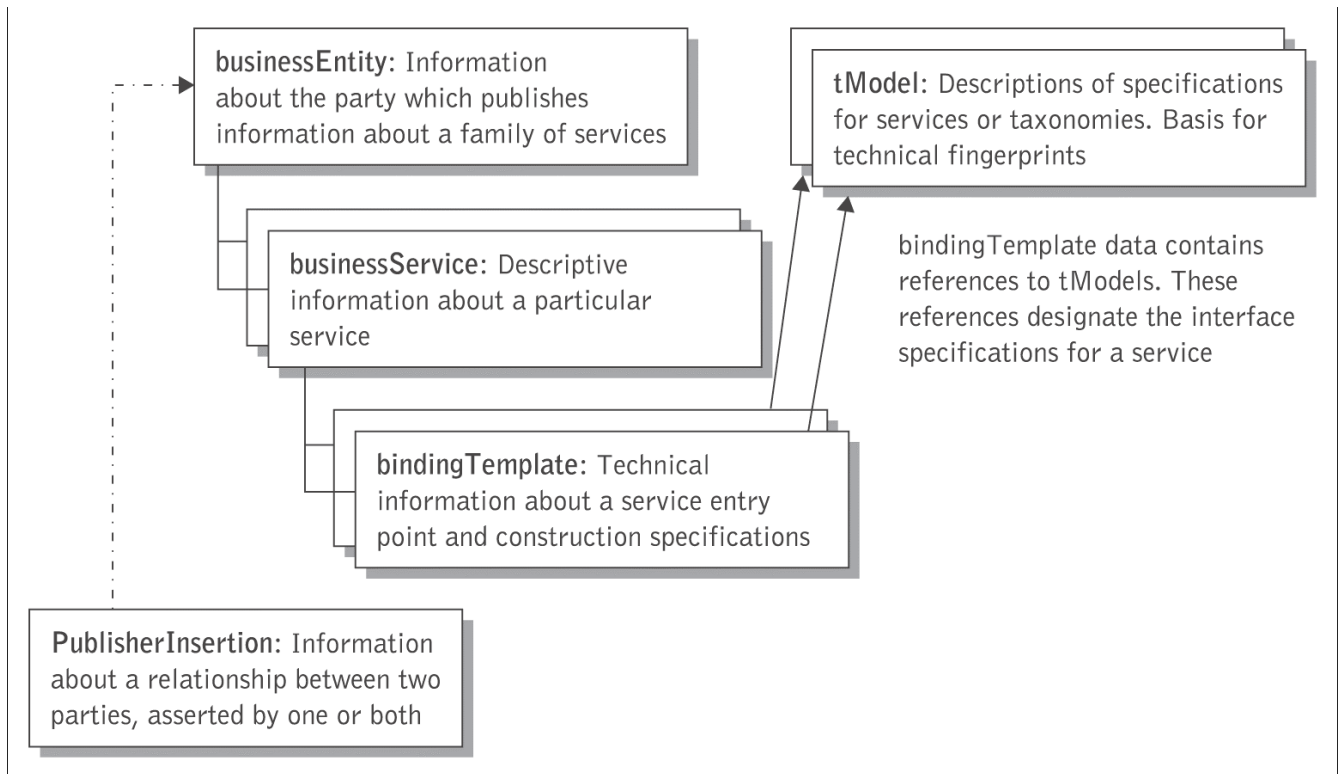 businessEntity: Information
about the party which publishes
information about a family of services
tModel: Descriptions of specifications
for services or taxonomies. Basis for
technical fingerprints
businessService: Descriptive
information about a particular
service
bindingTemplate data contains
references to tModels. These
references designate the interface
specifications for a service
bindingTemplate: Technical
information about a service entry
point and construction specifications
PublisherInsertion: Information
about a relationship between two
parties, asserted by one or both